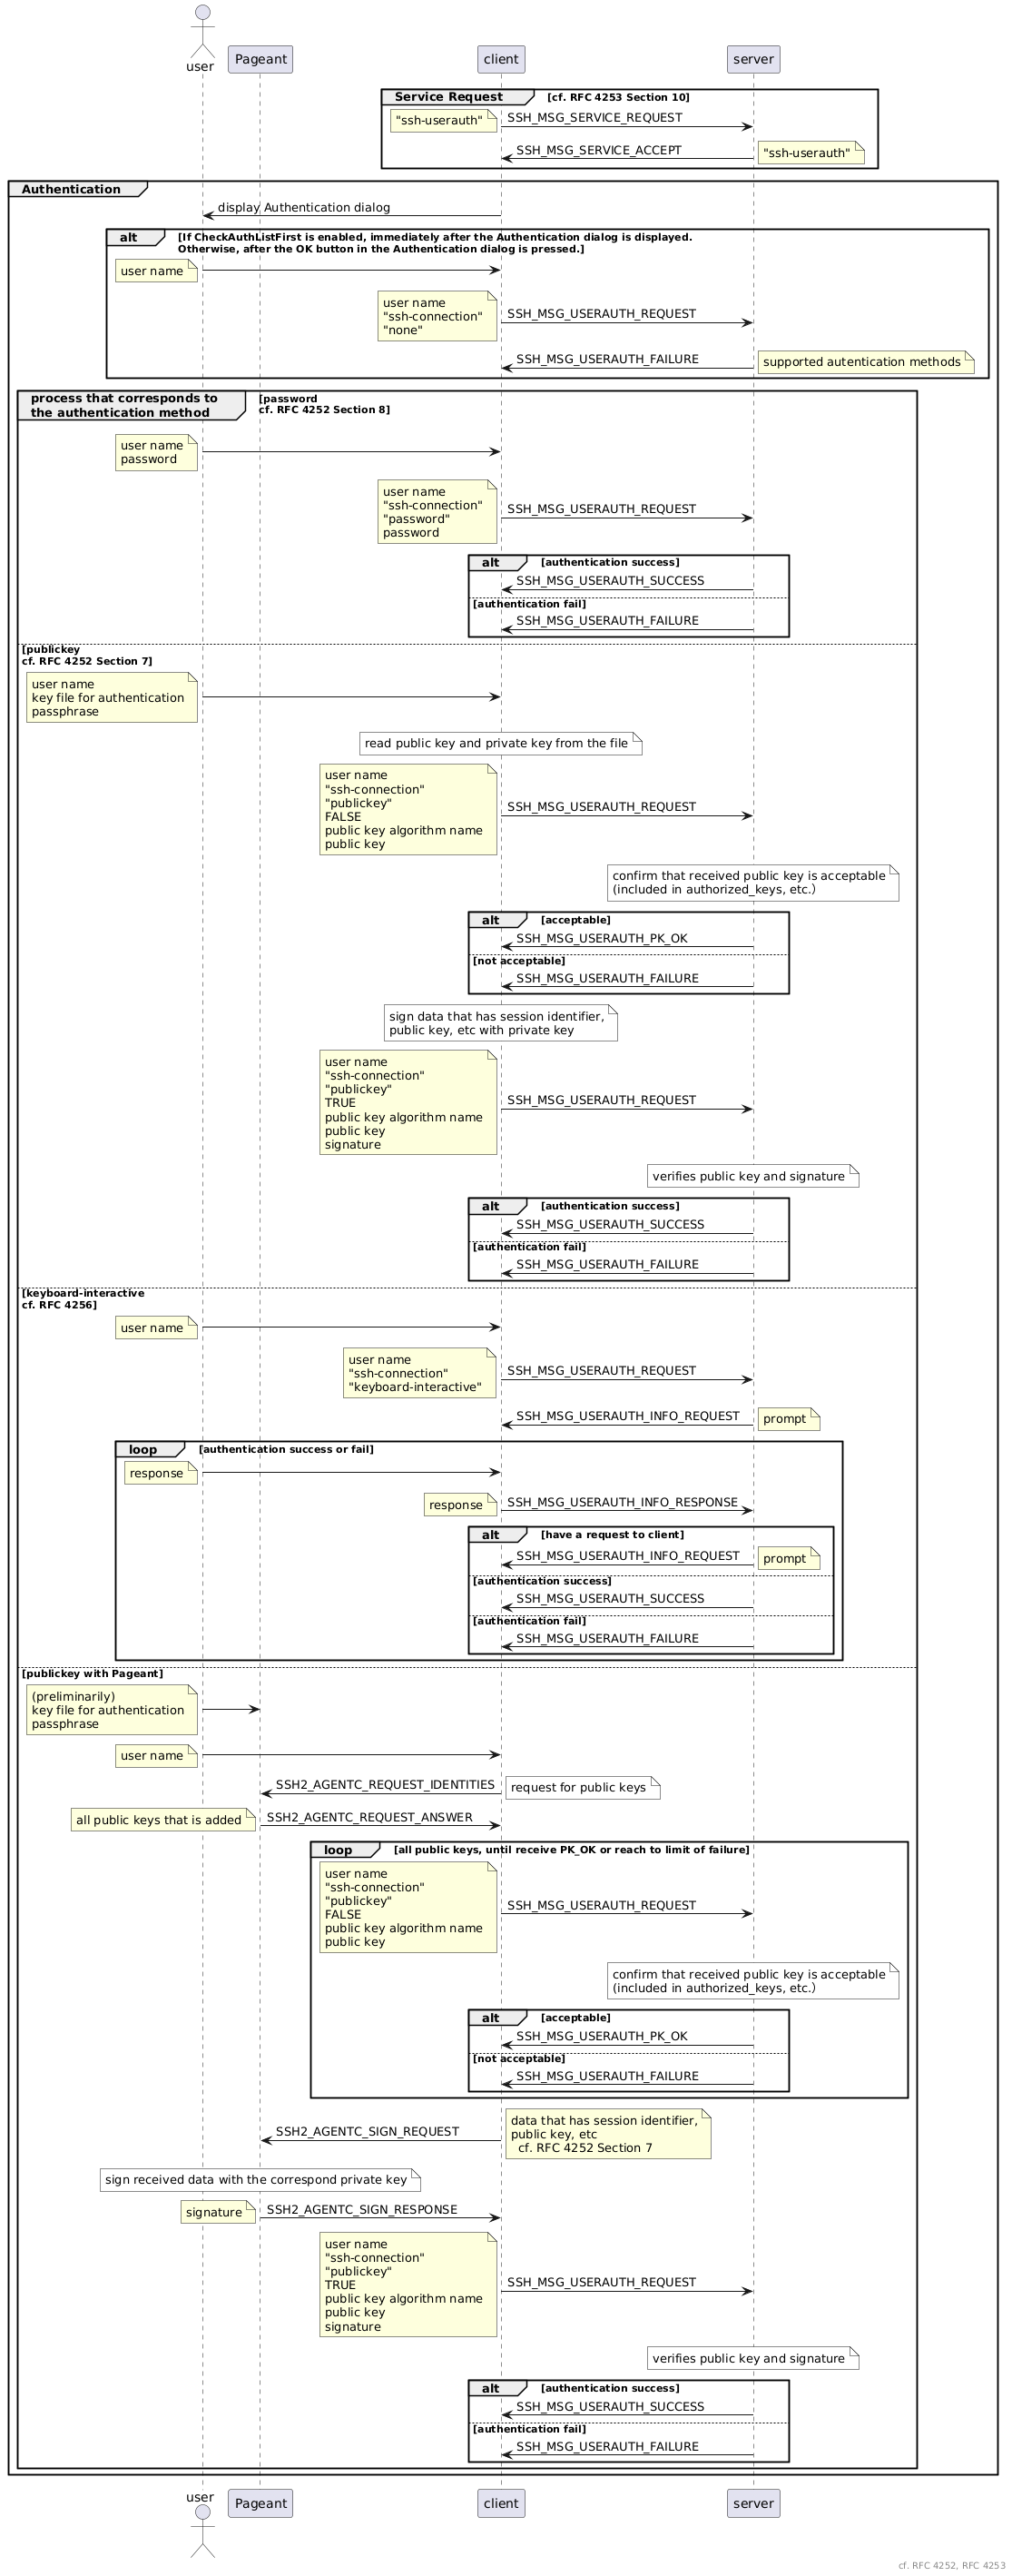 user
Pageant
client
server
Service Request
[cf. RFC 4253 Section 10]
"ssh-userauth"
SSH_MSG_SERVICE_REQUEST
SSH_MSG_SERVICE_ACCEPT
"ssh-userauth"
Authentication
display Authentication dialog
alt
[If CheckAuthListFirst is enabled, immediately after the Authentication dialog is displayed.
Otherwise, after the OK button in the Authentication dialog is pressed.]
user name
user name
"ssh-connection"
"none"
SSH_MSG_USERAUTH_REQUEST
SSH_MSG_USERAUTH_FAILURE
supported autentication methods
process that corresponds to
the authentication method
[password
cf. RFC 4252 Section 8]
user name
password
user name
"ssh-connection"
"password"
password
SSH_MSG_USERAUTH_REQUEST
alt
[authentication success]
SSH_MSG_USERAUTH_SUCCESS
[authentication fail]
SSH_MSG_USERAUTH_FAILURE
[publickey
cf. RFC 4252 Section 7]
user name
key file for authentication
passphrase
read public key and private key from the file
user name
"ssh-connection"
"publickey"
FALSE
public key algorithm name
public key
SSH_MSG_USERAUTH_REQUEST
confirm that received public key is acceptable
(included in authorized_keys, etc.)
alt
[acceptable]
SSH_MSG_USERAUTH_PK_OK
[not acceptable]
SSH_MSG_USERAUTH_FAILURE
sign data that has session identifier,
public key, etc with private key
user name
"ssh-connection"
"publickey"
TRUE
public key algorithm name
public key
signature
SSH_MSG_USERAUTH_REQUEST
verifies public key and signature
alt
[authentication success]
SSH_MSG_USERAUTH_SUCCESS
[authentication fail]
SSH_MSG_USERAUTH_FAILURE
[keyboard-interactive
cf. RFC 4256]
user name
user name
"ssh-connection"
"keyboard-interactive"
SSH_MSG_USERAUTH_REQUEST
SSH_MSG_USERAUTH_INFO_REQUEST
prompt
loop
[authentication success or fail]
response
response
SSH_MSG_USERAUTH_INFO_RESPONSE
alt
[have a request to client]
SSH_MSG_USERAUTH_INFO_REQUEST
prompt
[authentication success]
SSH_MSG_USERAUTH_SUCCESS
[authentication fail]
SSH_MSG_USERAUTH_FAILURE
[publickey with Pageant]
(preliminarily)
key file for authentication
passphrase
user name
SSH2_AGENTC_REQUEST_IDENTITIES
request for public keys
all public keys that is added
SSH2_AGENTC_REQUEST_ANSWER
loop
[all public keys, until receive PK_OK or reach to limit of failure]
user name
"ssh-connection"
"publickey"
FALSE
public key algorithm name
public key
SSH_MSG_USERAUTH_REQUEST
confirm that received public key is acceptable
(included in authorized_keys, etc.)
alt
[acceptable]
SSH_MSG_USERAUTH_PK_OK
[not acceptable]
SSH_MSG_USERAUTH_FAILURE
SSH2_AGENTC_SIGN_REQUEST
data that has session identifier,
public key, etc
cf. RFC 4252 Section 7
sign received data with the correspond private key
signature
SSH2_AGENTC_SIGN_RESPONSE
user name
"ssh-connection"
"publickey"
TRUE
public key algorithm name
public key
signature
SSH_MSG_USERAUTH_REQUEST
verifies public key and signature
alt
[authentication success]
SSH_MSG_USERAUTH_SUCCESS
[authentication fail]
SSH_MSG_USERAUTH_FAILURE
user
Pageant
client
server
cf. RFC 4252, RFC 4253